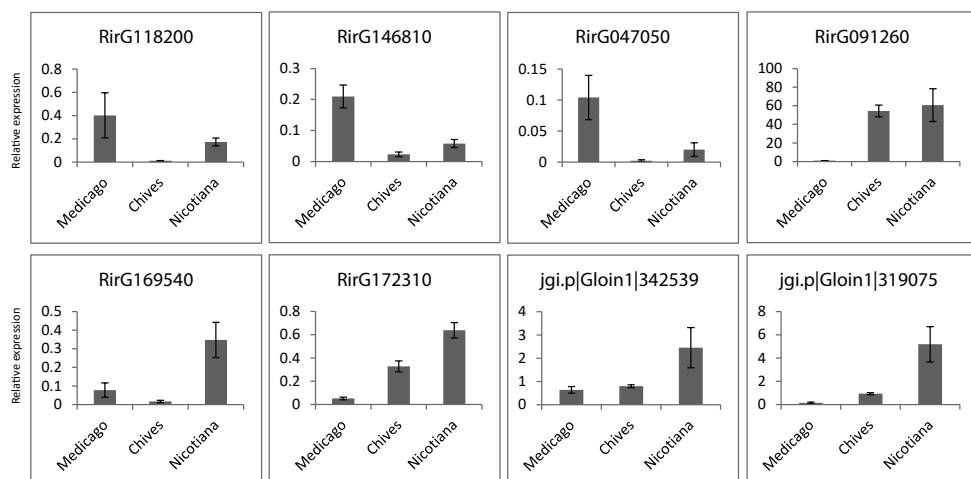 RirG118200
RirG146810
RirG047050
RirG091260
Relative expression
0.8
0.6
0.4
0.2
0
Medicago
Chives
Nicotiana
0.3
0.2
0.1
0
Medicago
Chives
Nicotiana
0.15
0.1
0.05
0
Medicago
Chives
Nicotiana
100
80
60
40
20
0
Medicago
Chives
Nicotiana
RirG169540
RirG172310
jgi.p|Gloin1|342539
jgi.p|Gloin1|319075
Relative expression
0.5
0.4
0.3
0.2
0.1
0
Medicago
Chives
Nicotiana
0.8
0.6
0.4
0.2
0
Medicago
Chives
Nicotiana
4
3
2
1
0
Medicago
Chives
Nicotiana
8
6
4
2
0
Medicago
Chives
Nicotiana